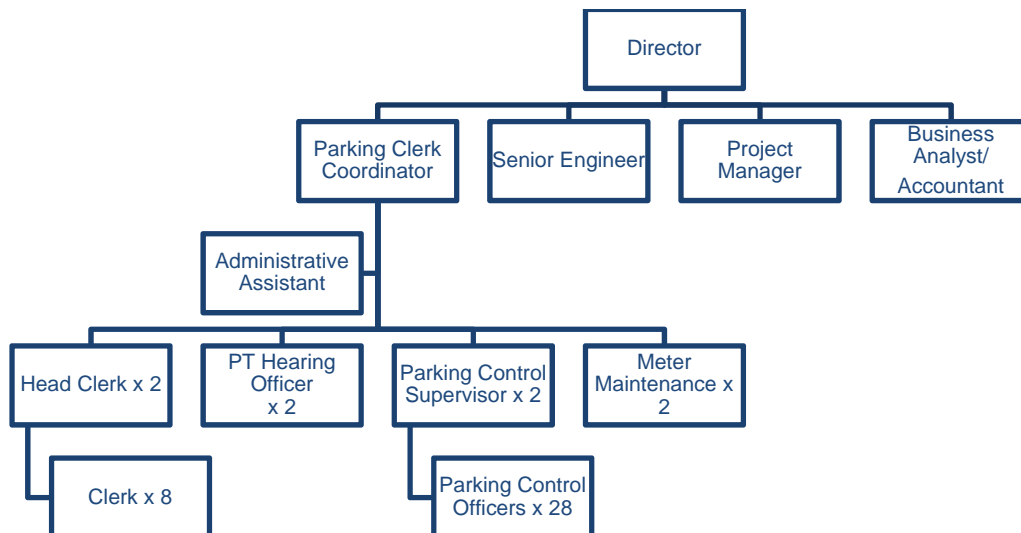 Director
Parking Clerk
Coordinator
Senior Engineer
Project
Manager
Business
Analyst/
Accountant
Administrative
Assistant
Head Clerk x 2
PT Hearing
Officer
x 2
Parking Control
Supervisor x 2
Meter
Maintenance x
2
Clerk x 8
Parking Control
Officers x 28